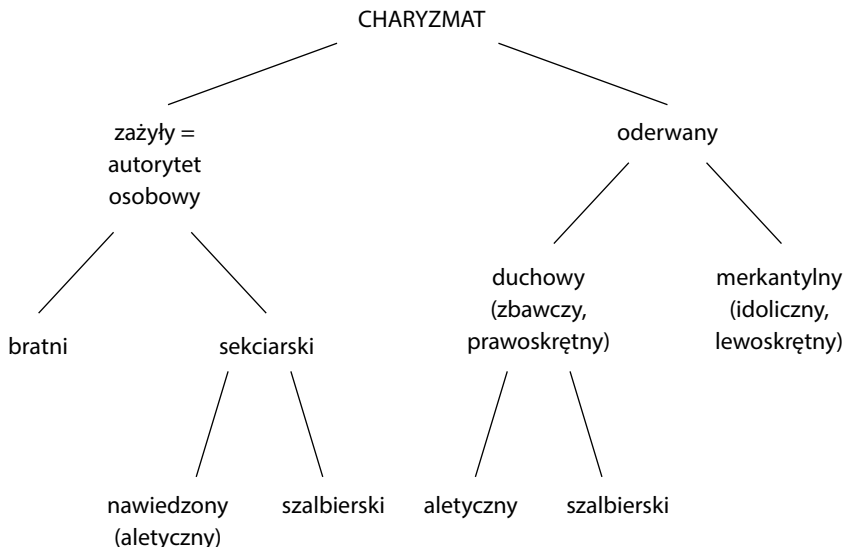 CHARYZMAT
zażyły =
autorytet
osobowy
oderwany
bratni
sekciarski
duchowy
(zbawczy,
prawoskrętny)
merkantylny
(idoliczny,
lewoskrętny)
nawiedzony
(aletyczny)
szalbierski
aletyczny
szalbierski